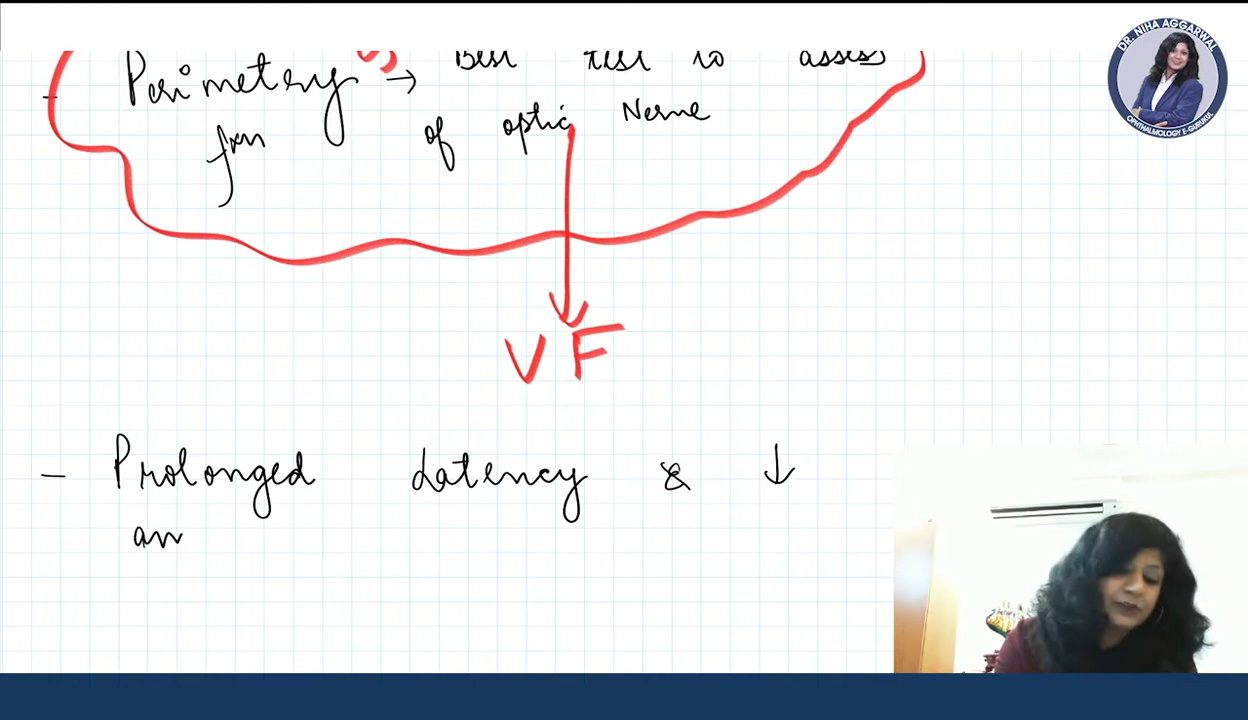 - Perimetry → Best test to assess
fxn of optic Nerve
VF
- Prolonged Latency & ↓
am
DR. NIHA AGGARWAL
OPHTHALMOLOGY E-GURUKUL